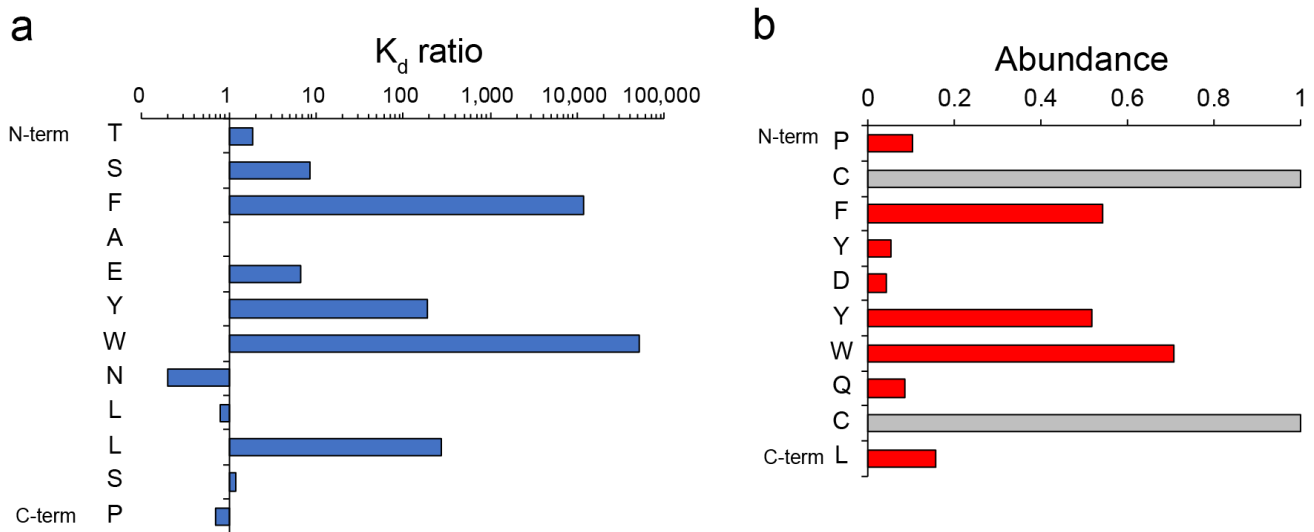 a
K_d ratio
0 1 10 100 1,000 10,000 100,000
N-term T
S
F
A
E
Y
W
N
L
L
S
C-term P
b
Abundance
0 0.2 0.4 0.6 0.8 1
N-term P
C
F
Y
D
Y
W
Q
C
C-term L